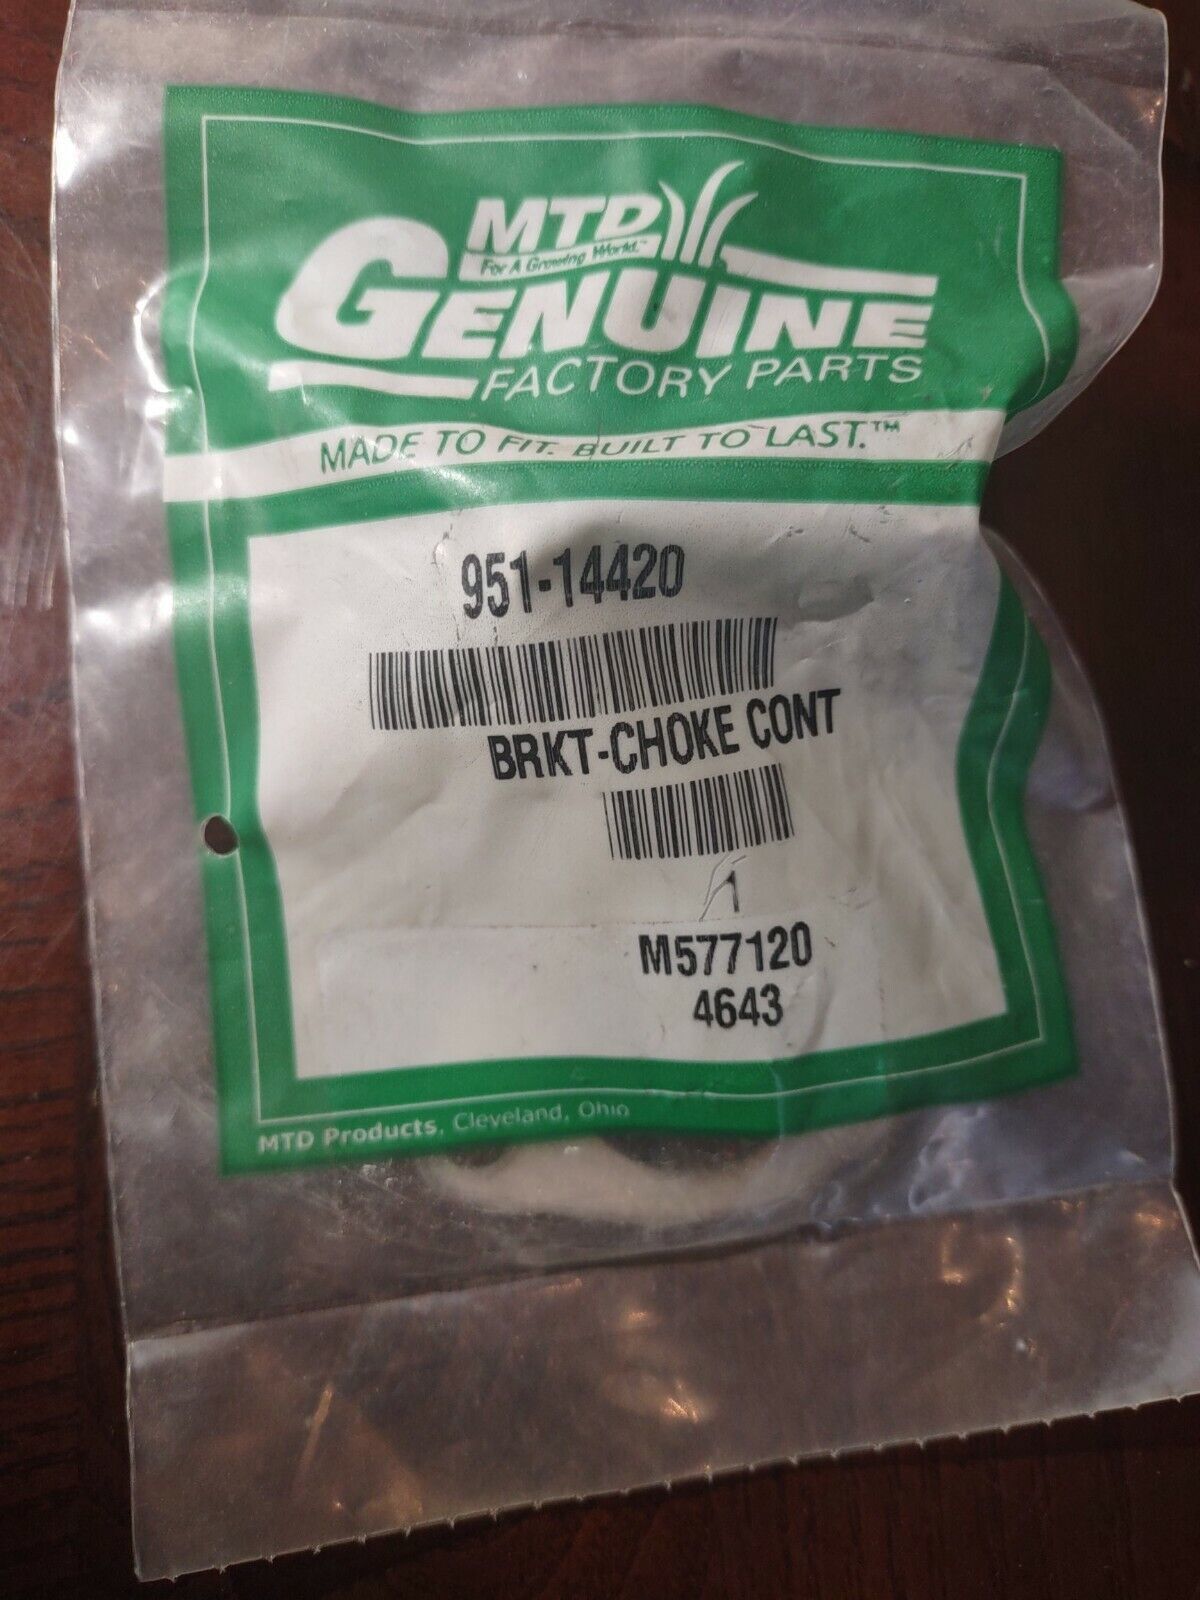 MTD
For A Growing World.™
GENUINE
FACTORY PARTS
MADE TO FIT. BUILT TO LAST.™
951-14420
BRKT-CHOKE CONT
1
M577120
4643
MTD Products, Cleveland, Ohio